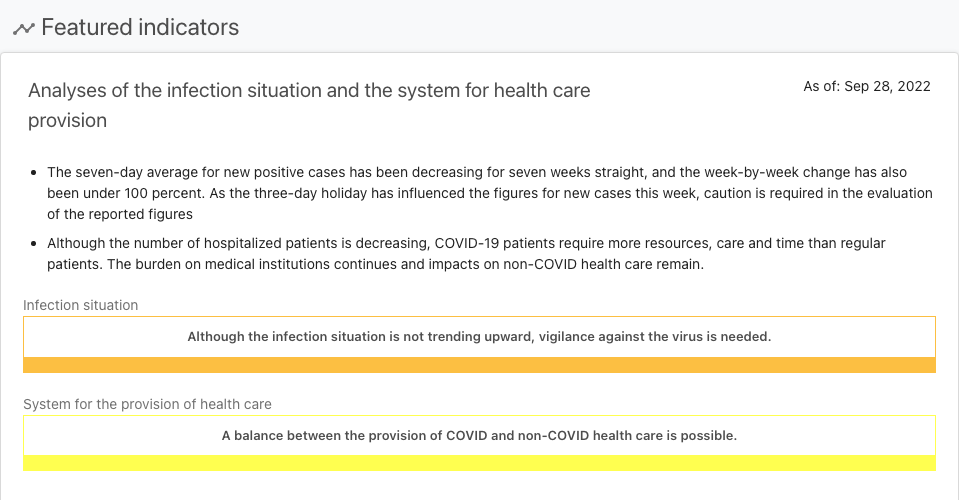 Featured indicators
Analyses of the infection situation and the system for health care
provision
As of: Sep 28, 2022
The seven-day average for new positive cases has been decreasing for seven weeks straight, and the week-by-week change has also
been under 100 percent. As the three-day holiday has influenced the figures for new cases this week, caution is required in the evaluation
of the reported figures
Although the number of hospitalized patients is decreasing, COVID-19 patients require more resources, care and time than regular
patients. The burden on medical institutions continues and impacts on non-COVID health care remain.
Infection situation
Although the infection situation is not trending upward, vigilance against the virus is needed.
System for the provision of health care
A balance between the provision of COVID and non-COVID health care is possible.